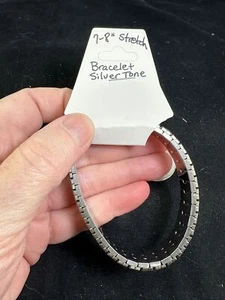 7-8" Stretch
Bracelet
Silver Tone